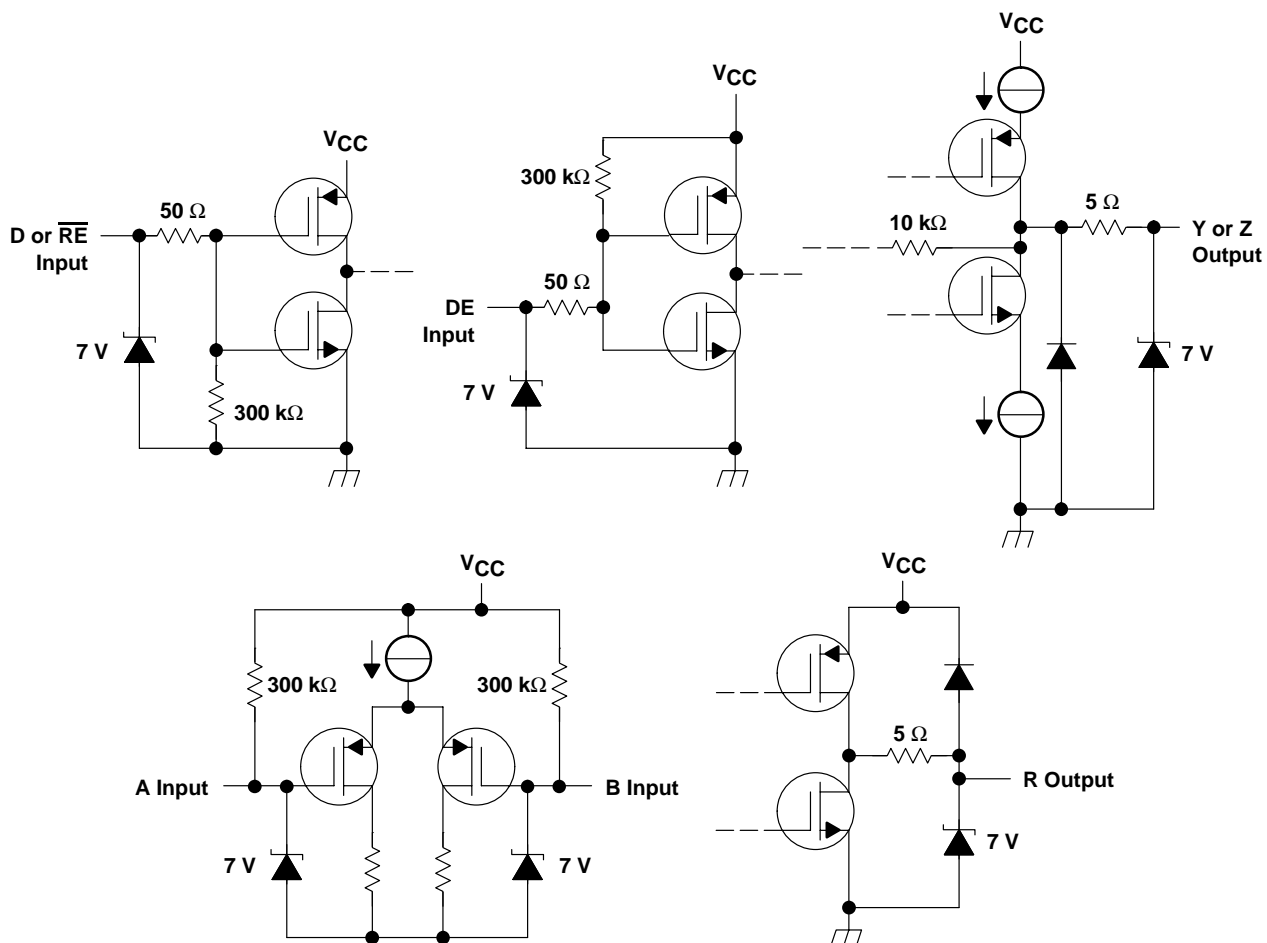 VCC
D or RE
Input
50 Ω
7 V
300 kΩ
VCC
300 kΩ
50 Ω
DE
Input
7 V
VCC
10 kΩ
5 Ω
Y or Z
Output
7 V
VCC
300 kΩ
300 kΩ
A Input
B Input
7 V
7 V
VCC
5 Ω
R Output
7 V